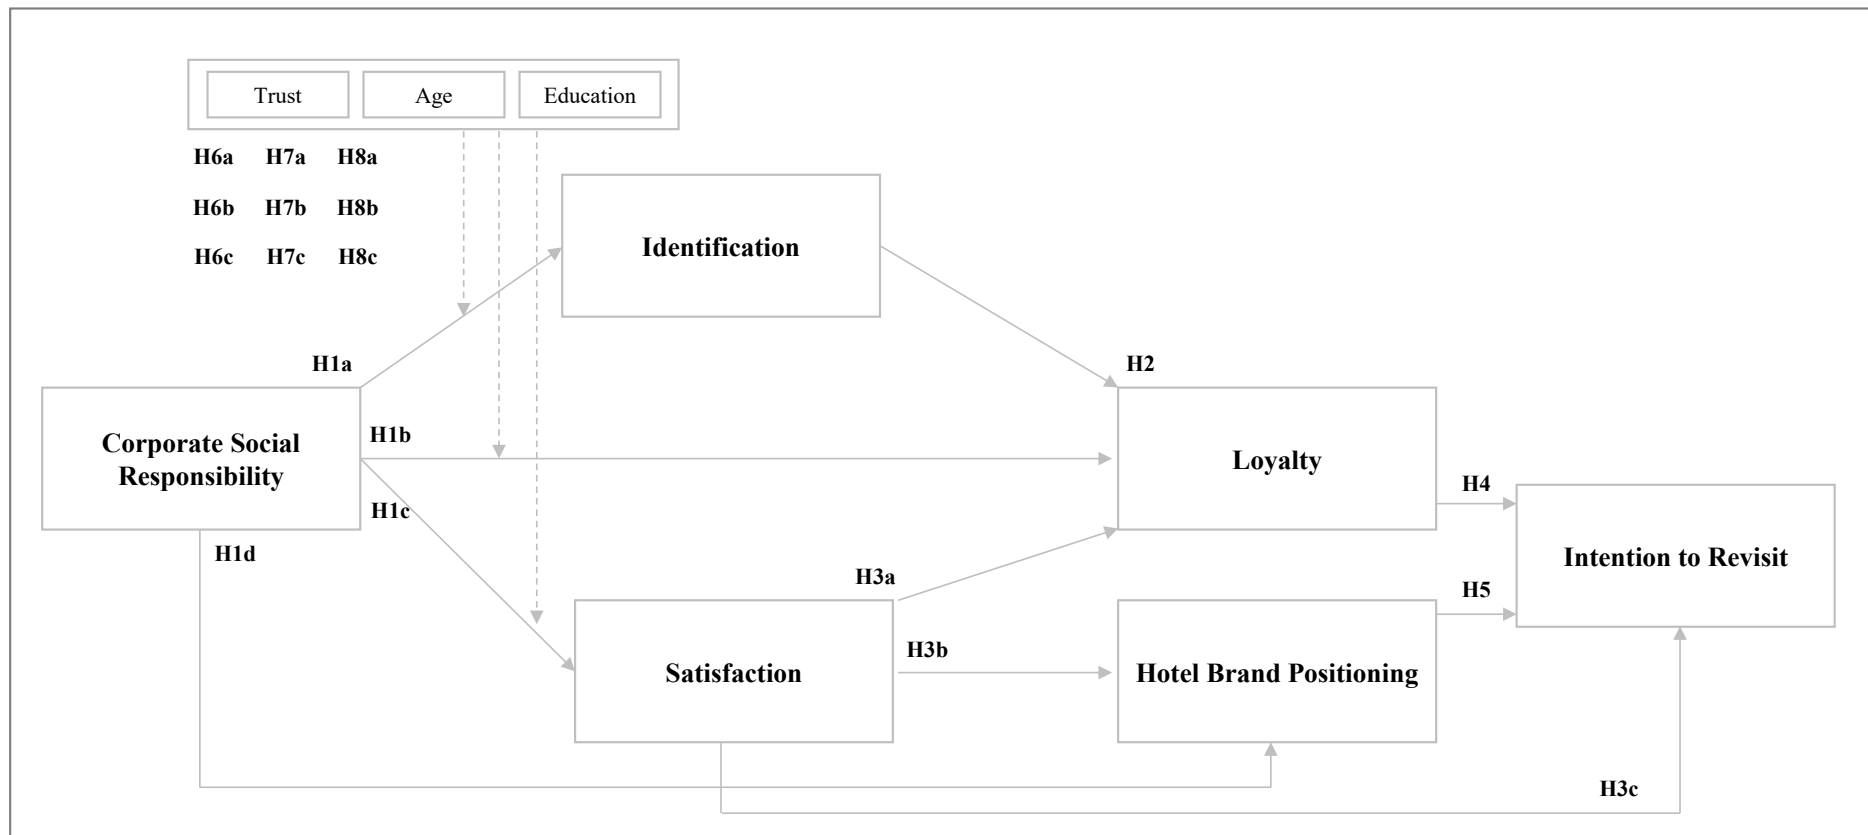 Trust
Age
Education
H6a H7a H8a
H6b H7b H8b
H6c H7c H8c
Identification
H1a
H2
Corporate Social
Responsibility
H1b
Loyalty
H1c
H4
H1d
Intention to Revisit
H3a
H5
H3b
Satisfaction
Hotel Brand Positioning
H3c